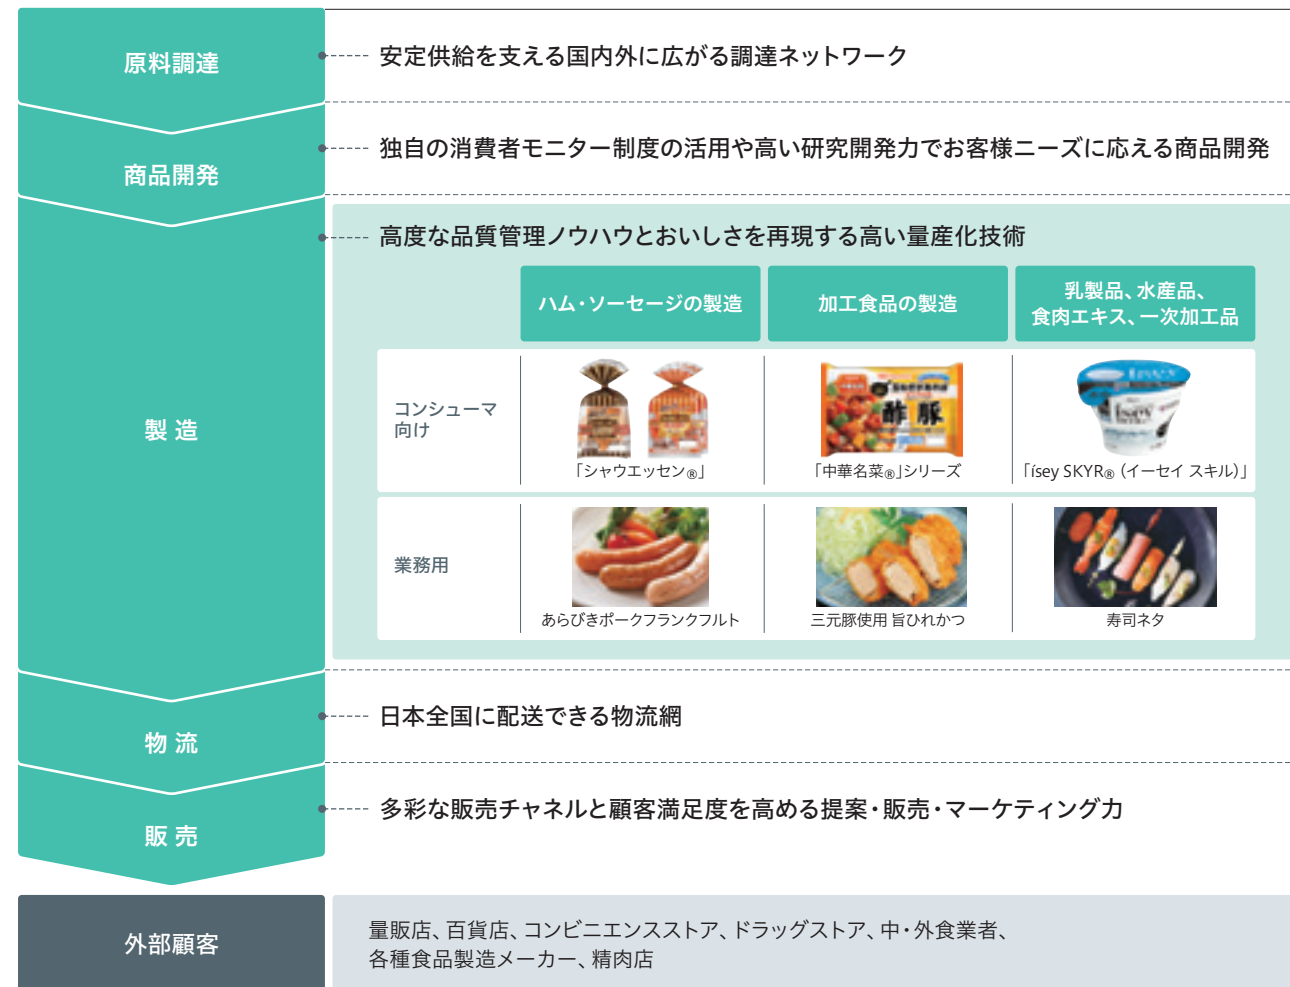 原料調達
安定供給を支える国内外に広がる調達ネットワーク
商品開発
独自の消費者モニター制度の活用や高い研究開発力でお客様ニーズに応える商品開発
製造
高度な品質管理ノウハウとおいしさを再現する高い量産化技術
ハム・ソーセージの製造
加工食品の製造
乳製品、水産品、
食肉エキス、一次加工品
コンシューマ
向け
酢豚
ísey
「シャウエッセン®」
「中華名菜®」シリーズ
「ísey SKYR®（イーセイ スキル）」
業務用
あらびきポークフランクフルト
三元豚使用 旨ひれかつ
寿司ネタ
物流
日本全国に配送できる物流網
販売
多彩な販売チャネルと顧客満足度を高める提案・販売・マーケティング力
外部顧客
量販店、百貨店、コンビニエンスストア、ドラッグストア、中・外食業者、
各種食品製造メーカー、精肉店